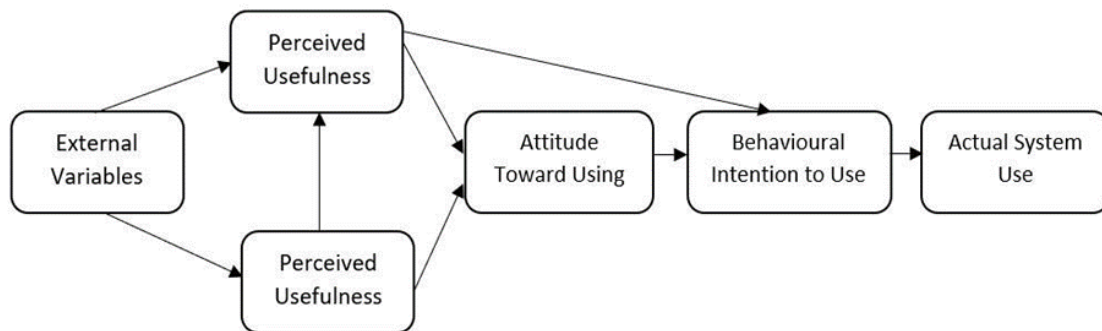 Perceived
Usefulness
External
Variables
Attitude
Toward Using
Behavioural
Intention to Use
Actual System
Use
Perceived
Usefulness